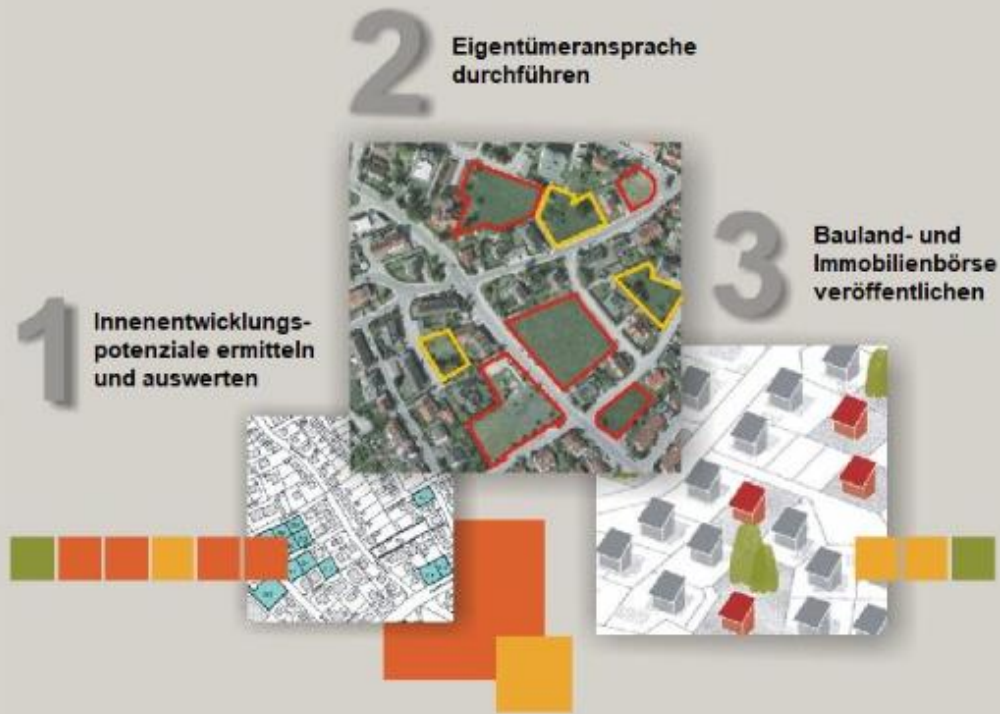 1
Innenentwicklungs-
potenziale ermitteln
und auswerten
2
Eigentümeransprache
durchführen
3
Bauland- und
Immobilienbörse
veröffentlichen